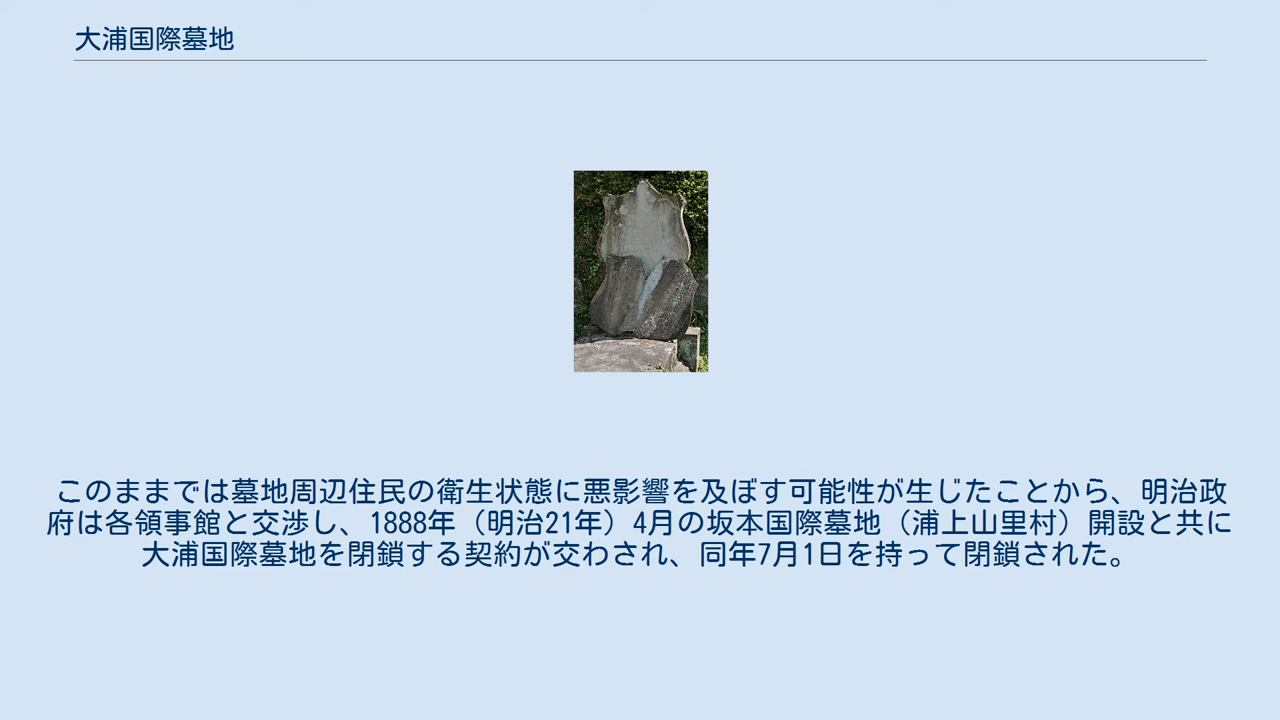 大浦国際墓地
このままでは墓地周辺住民の衛生状態に悪影響を及ぼす可能性が生じたことから、明治政
府は各領事館と交渉し、1888年（明治21年）4月の坂本国際墓地（浦上山里村）開設と共に
大浦国際墓地を閉鎖する契約が交わされ、同年7月1日を持って閉鎖された。